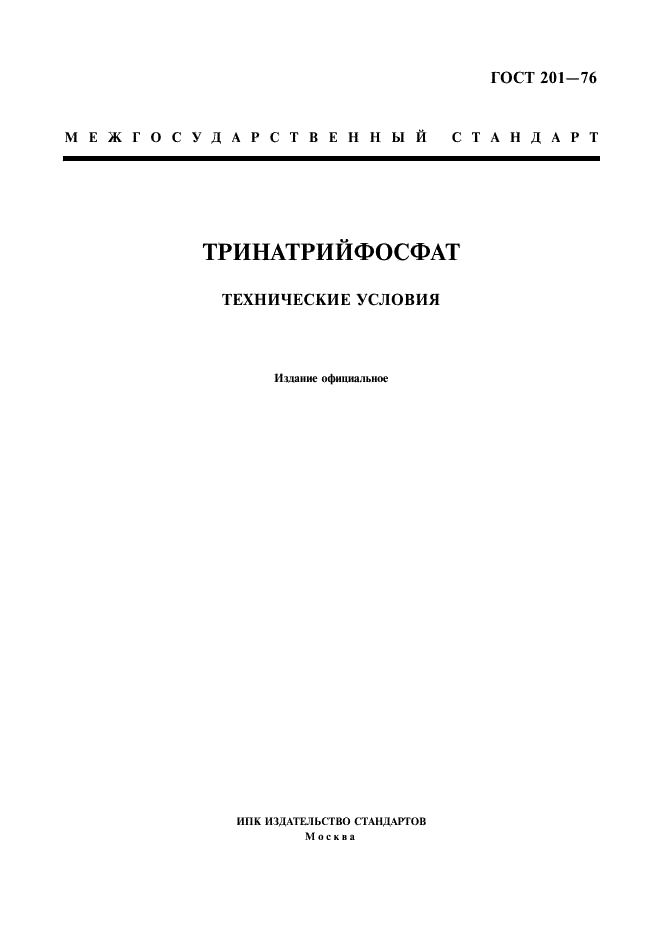 ГОСТ 201—76
МЕЖГОСУДАРСТВЕННЫЙ СТАНДАРТ
ТРИНАТРИЙФОСФАТ
ТЕХНИЧЕСКИЕ УСЛОВИЯ
Издание официальное
ИПК ИЗДАТЕЛЬСТВО СТАНДАРТОВ
Москва